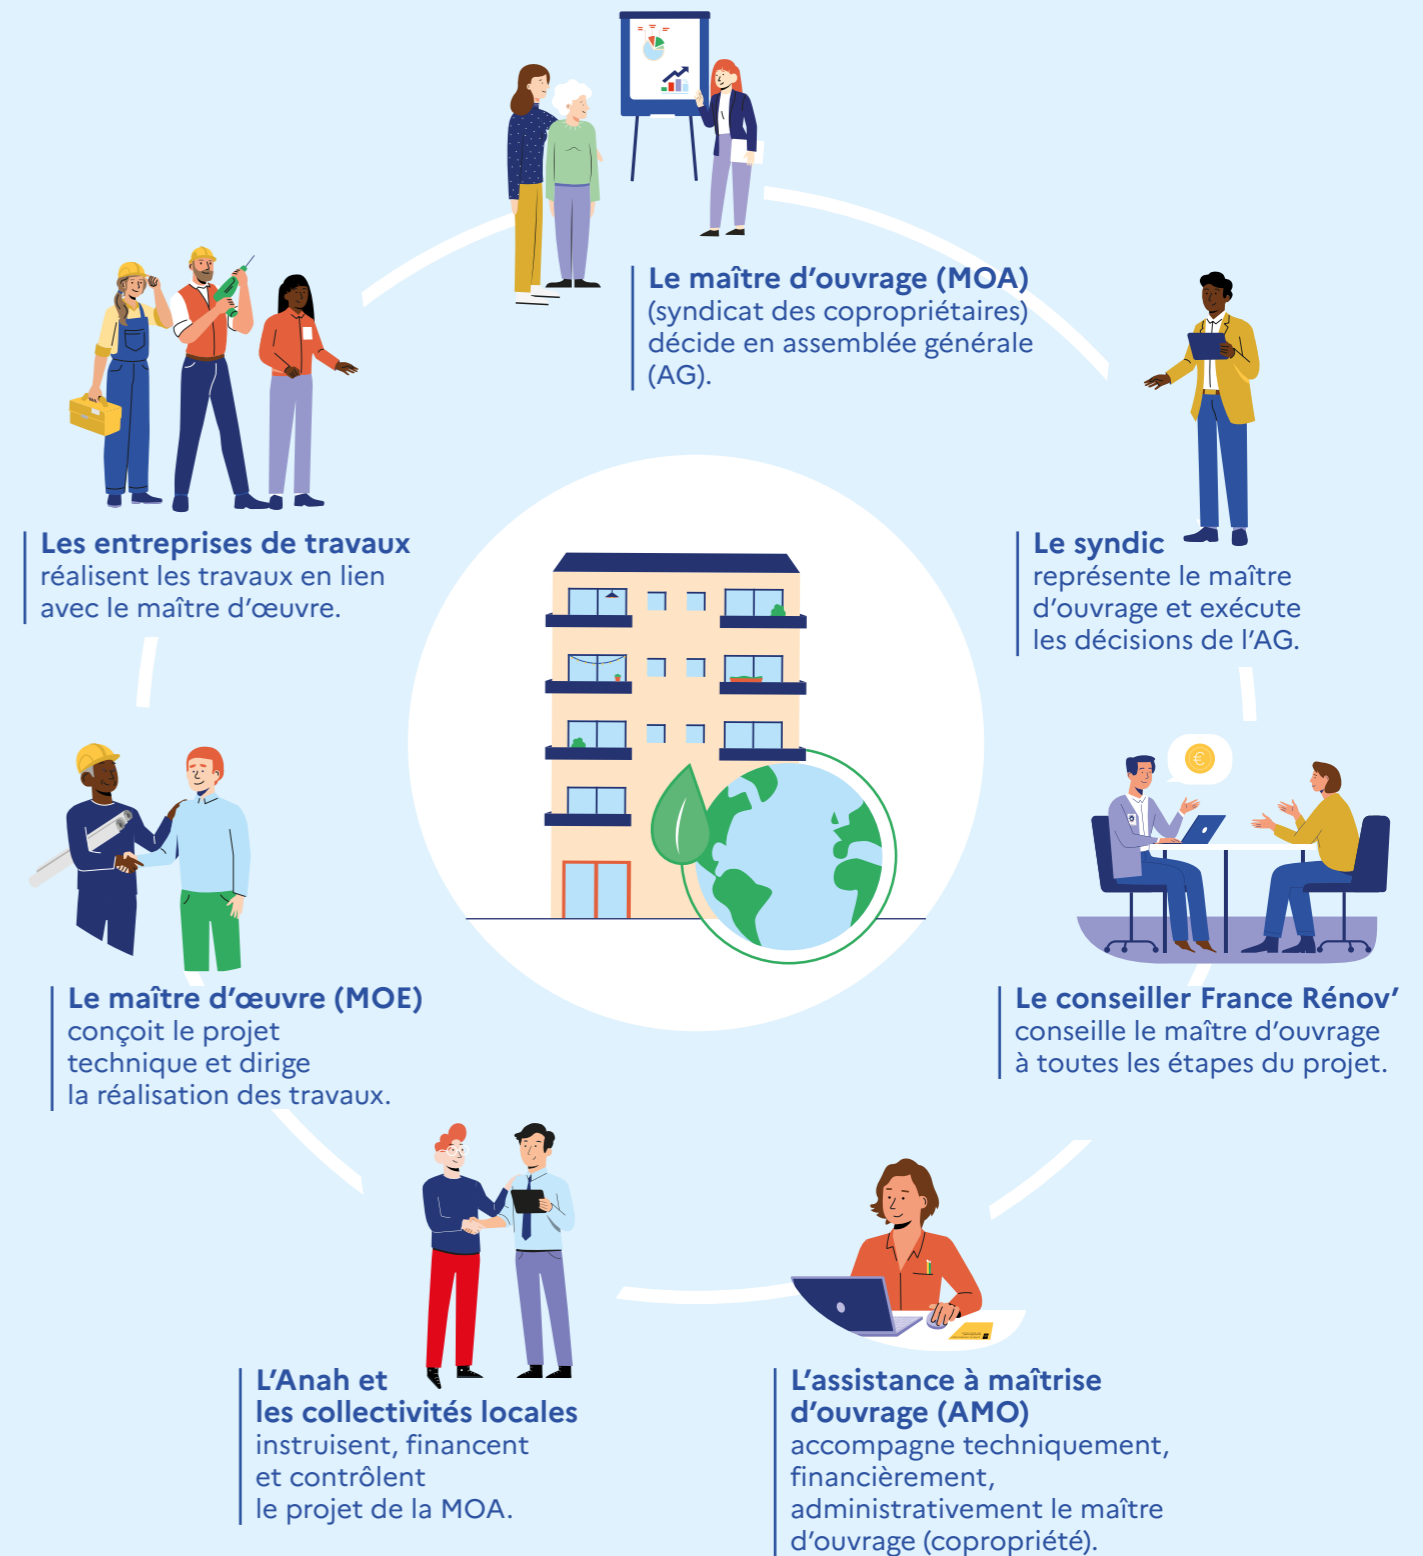 Le maître d'ouvrage (MOA)
(syndicat des copropriétaires)
décide en assemblée générale
(AG).
Le syndic
représente le maître
d'ouvrage et exécute
les décisions de l'AG.
€
Le conseiller France Rénov'
conseille le maître d'ouvrage
à toutes les étapes du projet.
L'assistance à maîtrise
d'ouvrage (AMO)
accompagne techniquement,
financièrement,
administrativement le maître
d'ouvrage (copropriété).
L'Anah et
les collectivités locales
instruisent, financent
et contrôlent
le projet de la MOA.
Le maître d'œuvre (MOE)
conçoit le projet
technique et dirige
la réalisation des travaux.
Les entreprises de travaux
réalisent les travaux en lien
avec le maître d'œuvre.